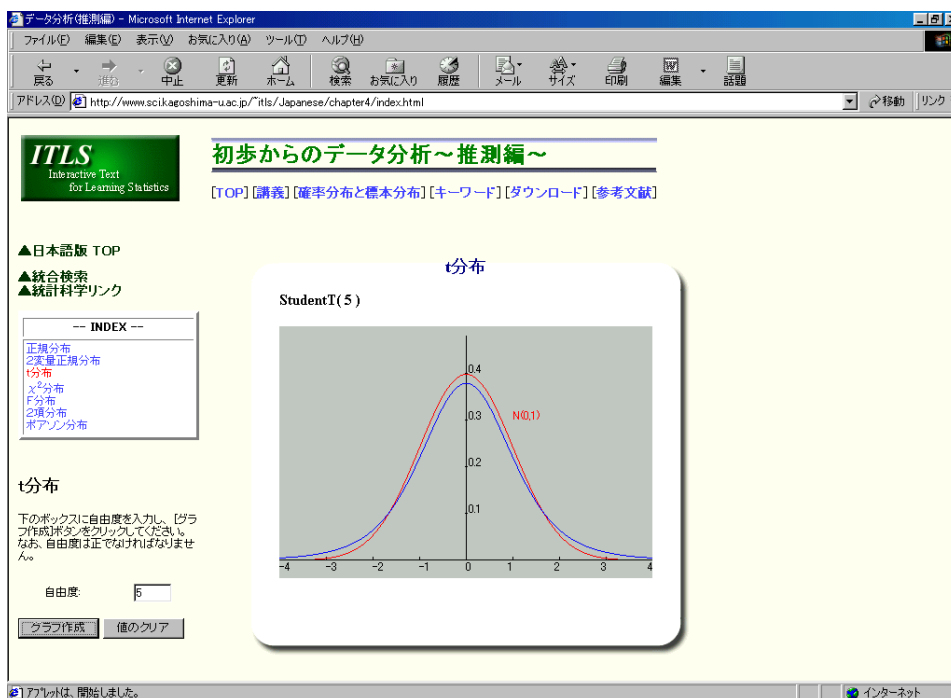 データ分析(推測編) - Microsoft Internet Explorer
ファイル(F) 編集(E) 表示(V) お気に入り(A) ツール(T) ヘルプ(H)
戻る 進む 中止 更新 ホーム 検索 お気に入り 履歴 メール サイズ 印刷 編集 話題
アドレス(D) http://www.sci.kagoshima-u.ac.jp/~itls/Japanese/chapter4/index.html 移動 リンク
ITLS
Interactive Text
for Learning Statistics
初歩からのデータ分析～推測編～
[TOP] [講義] [確率分布と標本分布] [キーワード] [ダウンロード] [参考文献]
▲日本語版 TOP
▲統合検索
▲統計科学リンク
-- INDEX --
正規分布
2変量正規分布
t分布
χ²分布
F分布
2項分布
ポアソン分布
t分布
下のボックスに自由度を入力し、[グラ
フ作成]ボタンをクリックしてください。
なお、自由度は正でなければなりませ
ん。
自由度: 5
グラフ作成 値のクリア
t分布
StudentT( 5 )
0.4
0.3 N(0,1)
0.2
0.1
-4 -3 -2 -1 0 1 2 3 4
アプレットは、開始しました。 インターネット